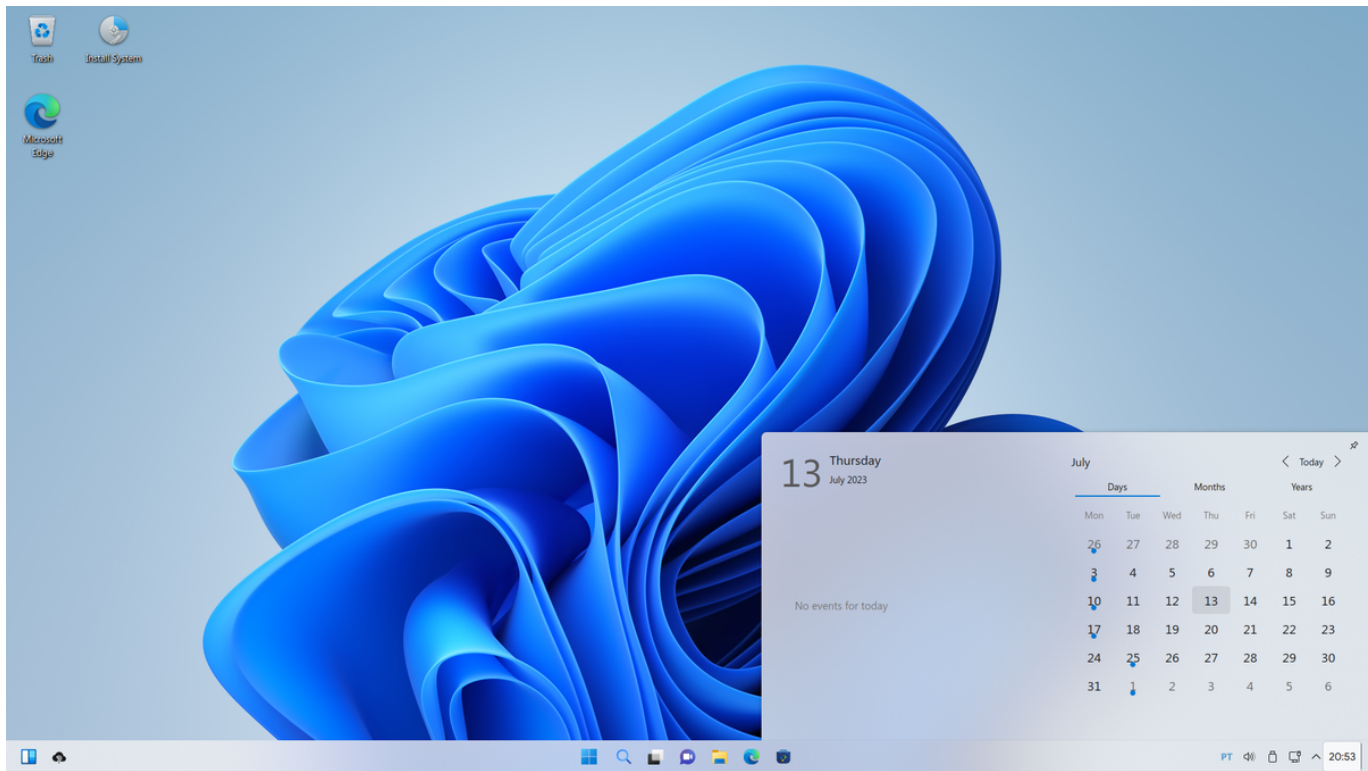 Trash
Install System
Microsoft
Edge
13
Thursday
July 2023
No events for today
July
Today
Days Months Years
Mon Tue Wed Thu Fri Sat Sun
26 27 28 29 30 1 2
3 4 5 6 7 8 9
10 11 12 13 14 15 16
17 18 19 20 21 22 23
24 25 26 27 28 29 30
31 1 2 3 4 5 6
PT 20:53